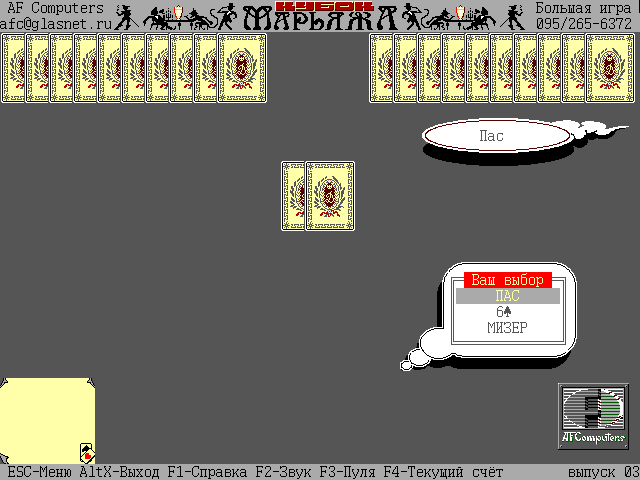 AF Computers
afc@glasnet.ru
КУБОК
МАРЬЯЖА
Большая игра
095/265-6372
Пас
Ваш выбор
ПАС
6♠
МИЗЕР
AFComputers
ESC-Меню AltX-Выход F1-Справка F2-Звук F3-Пуля F4-Текущий счёт выпуск 03